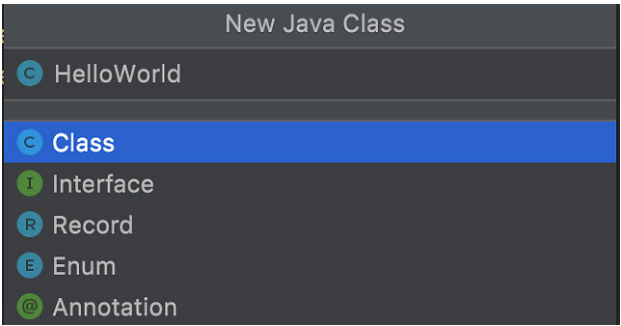 New Java Class
C HelloWorld
C Class
I Interface
R Record
E Enum
@ Annotation